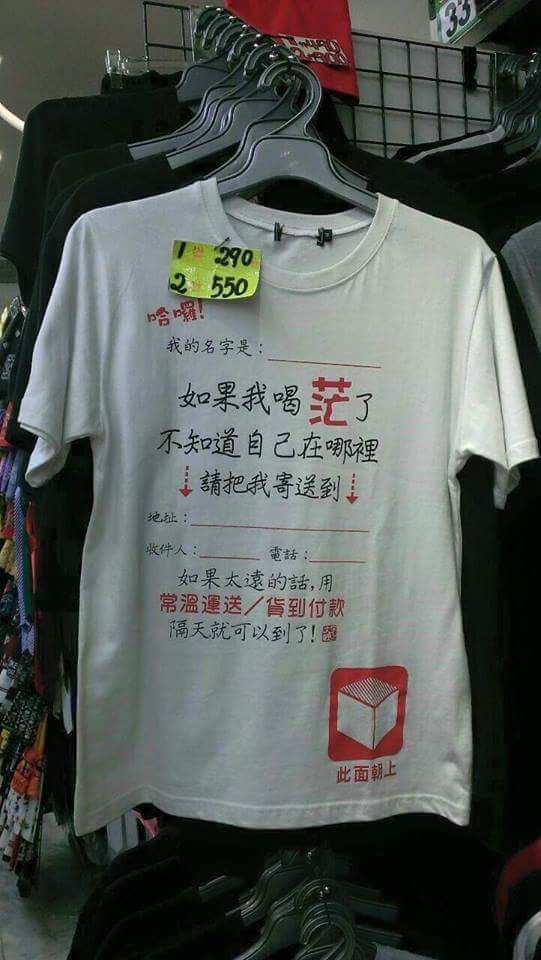 33
1件 290
2件 550
哈囉!
我的名字是：
如果我喝茫了
不知道自己在哪裡
請把我寄送到
地址：
收件人： 電話：
如果太遠的話,用
常溫運送／貨到付款
隔天就可以到了!
此面朝上